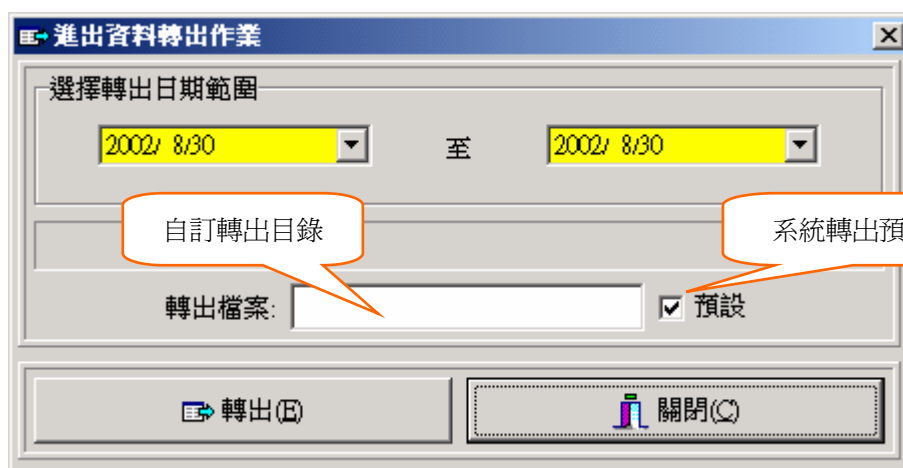 進出資料轉出作業
選擇轉出日期範圍
2002/ 8/30 至 2002/ 8/30
自訂轉出目錄
系統轉出預
轉出檔案:
預設
轉出(E)
關閉(C)